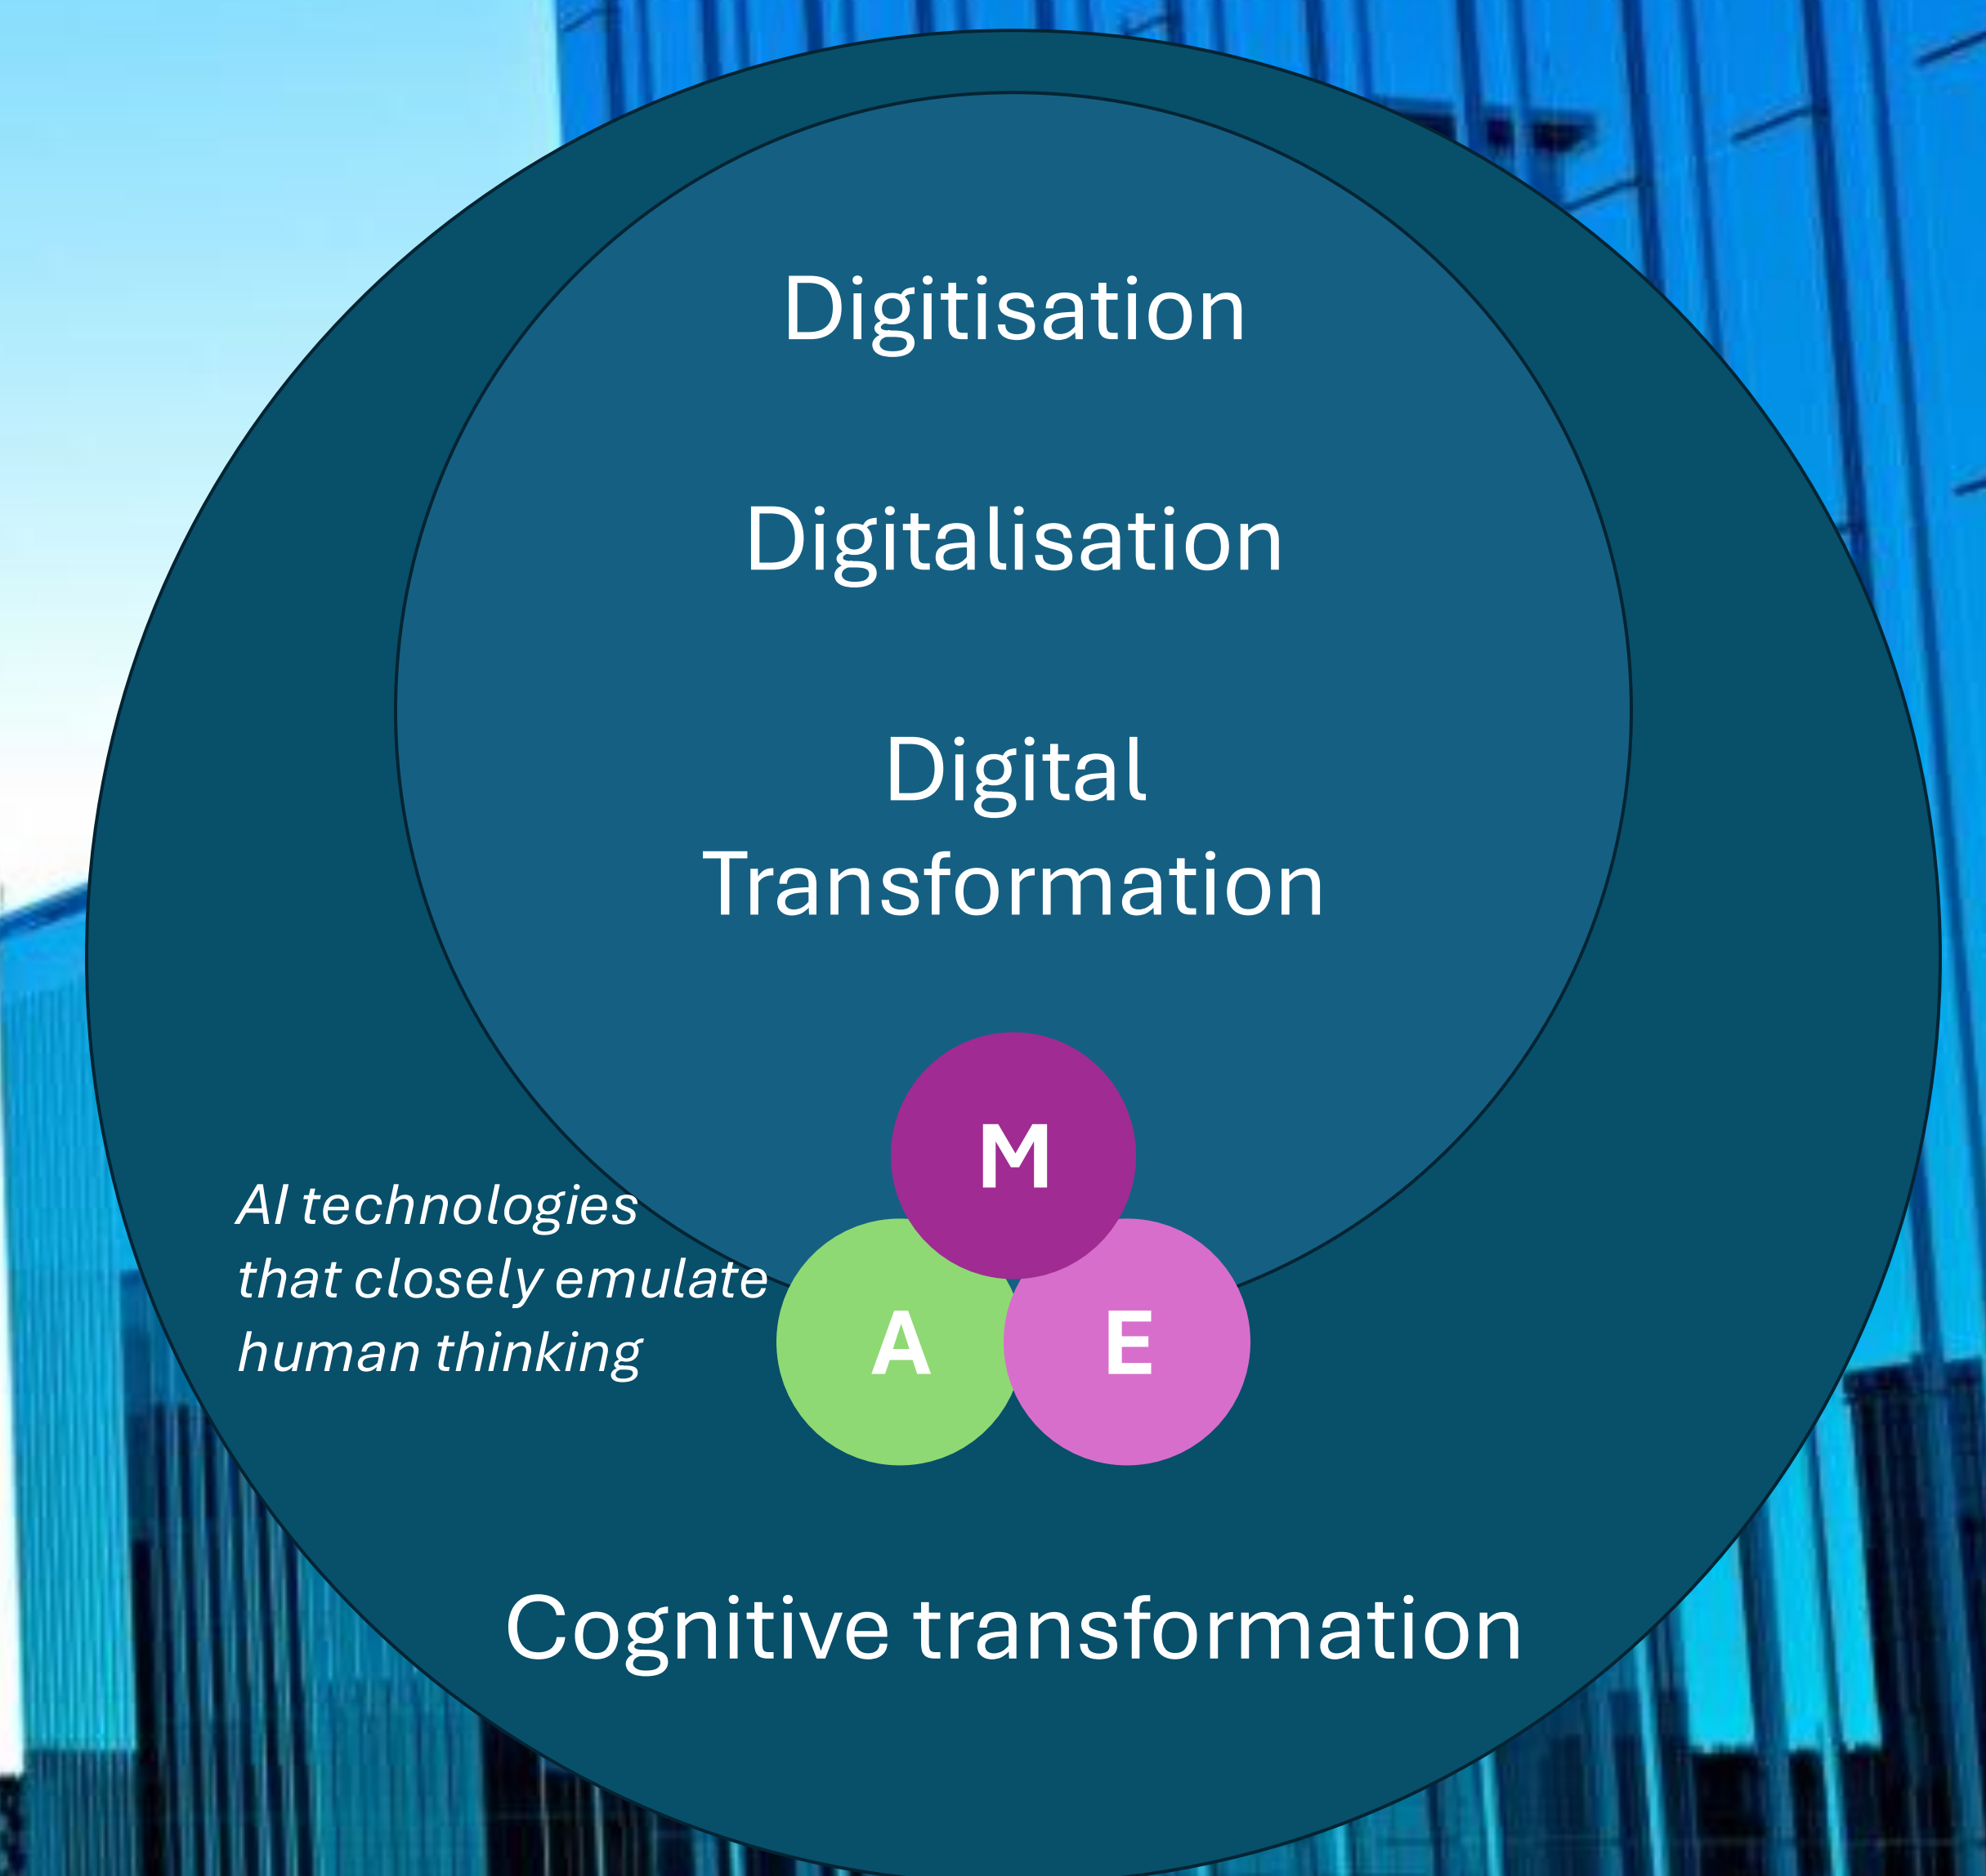 Digitisation
Digitalisation
Digital
Transformation
M
A E
AI technologies
that closely emulate
human thinking
Cognitive transformation